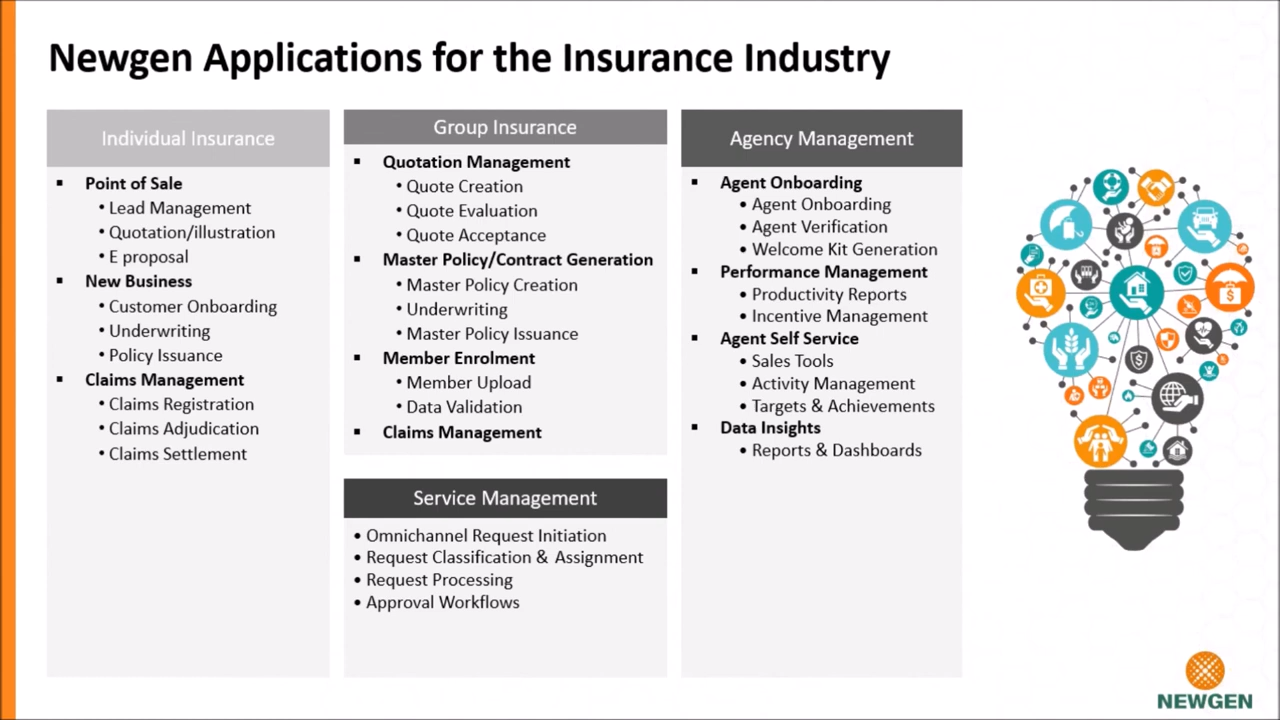 Newgen Applications for the Insurance Industry
Individual Insurance
▪ Point of Sale
• Lead Management
• Quotation/illustration
• E proposal
▪ New Business
• Customer Onboarding
• Underwriting
• Policy Issuance
▪ Claims Management
• Claims Registration
• Claims Adjudication
• Claims Settlement
Group Insurance
▪ Quotation Management
• Quote Creation
• Quote Evaluation
• Quote Acceptance
▪ Master Policy/Contract Generation
• Master Policy Creation
• Underwriting
• Master Policy Issuance
▪ Member Enrolment
• Member Upload
• Data Validation
▪ Claims Management
Service Management
• Omnichannel Request Initiation
• Request Classification & Assignment
• Request Processing
• Approval Workflows
Agency Management
▪ Agent Onboarding
• Agent Onboarding
• Agent Verification
• Welcome Kit Generation
▪ Performance Management
• Productivity Reports
• Incentive Management
▪ Agent Self Service
• Sales Tools
• Activity Management
• Targets & Achievements
▪ Data Insights
• Reports & Dashboards
NEWGEN